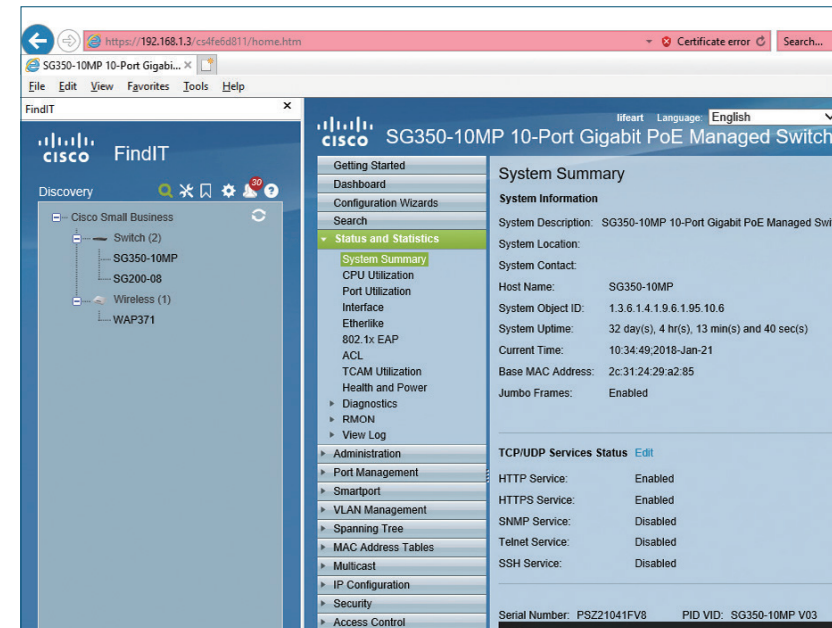 https://192.168.1.3/cs4fe6d811/home.htm
Certificate error
Search...
SG350-10MP 10-Port Gigabi...
File Edit View Favorites Tools Help
FindIT
cisco FindIT
Discovery
30
Cisco Small Business
Switch (2)
SG350-10MP
SG200-08
Wireless (1)
WAP371
lifeart Language: English
cisco SG350-10MP 10-Port Gigabit PoE Managed Switch
Getting Started
Dashboard
Configuration Wizards
Search
Status and Statistics
System Summary
CPU Utilization
Port Utilization
Interface
Etherlike
802.1x EAP
ACL
TCAM Utilization
Health and Power
Diagnostics
RMON
View Log
Administration
Port Management
Smartport
VLAN Management
Spanning Tree
MAC Address Tables
Multicast
IP Configuration
Security
Access Control
System Summary
System Information
System Description: SG350-10MP 10-Port Gigabit PoE Managed Swi
System Location:
System Contact:
Host Name: SG350-10MP
System Object ID: 1.3.6.1.4.1.9.6.1.95.10.6
System Uptime: 32 day(s), 4 hr(s), 13 min(s) and 40 sec(s)
Current Time: 10:34:49;2018-Jan-21
Base MAC Address: 2c:31:24:29:a2:85
Jumbo Frames: Enabled
TCP/UDP Services Status Edit
HTTP Service: Enabled
HTTPS Service: Enabled
SNMP Service: Disabled
Telnet Service: Disabled
SSH Service: Disabled
Serial Number: PSZ21041FV8 PID VID: SG350-10MP V03